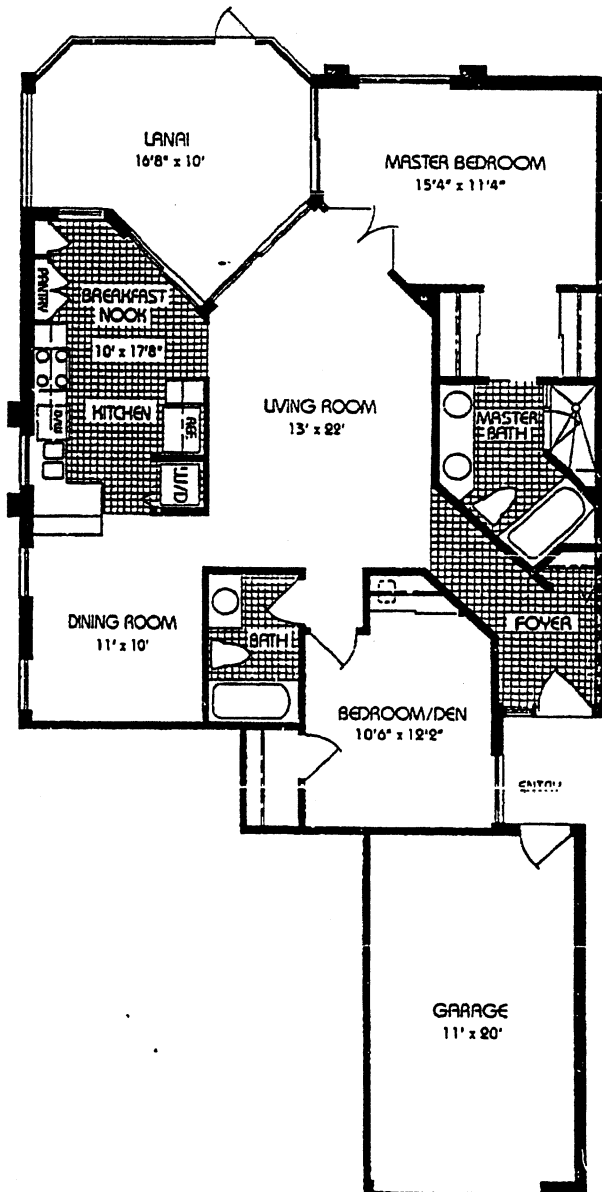 LANAI
16'8" x 10'
MASTER BEDROOM
15'4" x 11'4"
PANTRY
BREAKFAST
NOOK
10' x 17'8"
KITCHEN
D/W
REF
W/D
LIVING ROOM
13' x 22'
MASTER
BATH
DINING ROOM
11' x 10'
BATH
FOYER
BEDROOM/DEN
10'6" x 12'2"
ENTRY
GARAGE
11' x 20'